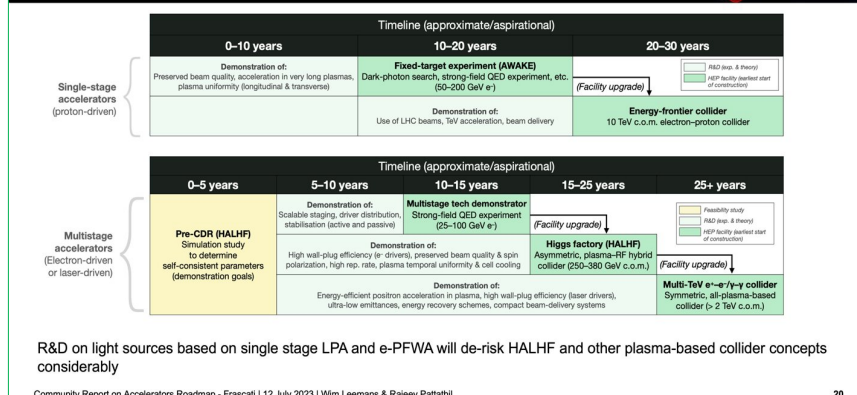 Timeline (approximate/aspirational)
0–10 years
10–20 years
20–30 years
Single-stage
accelerators
(proton-driven)
Demonstration of:
Preserved beam quality, acceleration in very long plasmas,
plasma uniformity (longitudinal & transverse)
Fixed-target experiment (AWAKE)
Dark-photon search, strong-field QED experiment, etc.
(50–200 GeV e-)
(Facility upgrade)
R&D (exp. & theory)
HEP facility (earliest start
of construction)
Demonstration of:
Use of LHC beams, TeV acceleration, beam delivery
Energy-frontier collider
10 TeV c.o.m. electron–proton collider
Timeline (approximate/aspirational)
0–5 years
5–10 years
10–15 years
15–25 years
25+ years
Multistage
accelerators
(Electron-driven
or laser-driven)
Pre-CDR (HALHF)
Simulation study
to determine
self-consistent parameters
(demonstration goals)
Demonstration of:
Scalable staging, driver distribution,
stabilisation (active and passive)
Multistage tech demonstrator
Strong-field QED experiment
(25–100 GeV e-)
(Facility upgrade)
Feasibility study
R&D (exp. & theory)
HEP facility (earliest start
of construction)
Demonstration of:
High wall-plug efficiency (e- drivers), preserved beam quality & spin
polarization, high rep. rate, plasma temporal uniformity & cell cooling
Higgs factory (HALHF)
Asymmetric, plasma–RF hybrid
collider (250–380 GeV c.o.m.)
(Facility upgrade)
Demonstration of:
Energy-efficient positron acceleration in plasma, high wall-plug efficiency (laser drivers),
ultra-low emittances, energy recovery schemes, compact beam-delivery systems
Multi-TeV e+–e-/γ–γ collider
Symmetric, all-plasma-based
collider (> 2 TeV c.o.m.)
R&D on light sources based on single stage LPA and e-PFWA will de-risk HALHF and other plasma-based collider concepts
considerably
Community Report on Accelerators Roadmap - Frascati | 12 July 2023 | Wim Leemans & Rajeev Pattathil
20